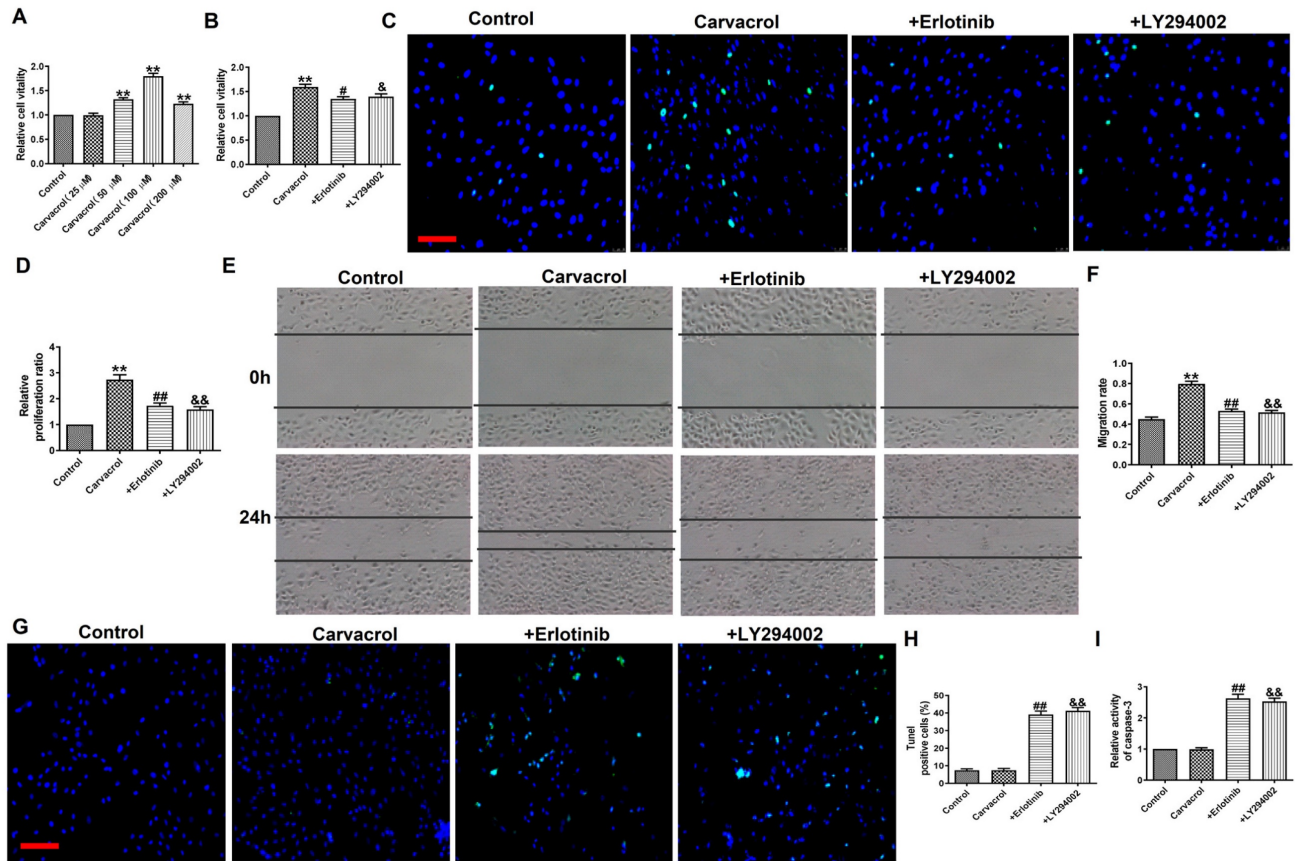 A
Relative cell vitality
2.0
1.5
1.0
0.5
0.0
**
**
**
Control
Carvacrol( 25 μM)
Carvacrol( 50 μM)
Carvacrol( 100 μM)
Carvacrol( 200 μM)
B
Relative cell vitality
2.0
1.5
1.0
0.5
0.0
**
#
&
Control
Carvacrol
+Erlotinib
+LY294002
C
Control
Carvacrol
+Erlotinib
+LY294002
D
Relative
proliferation ratio
4
3
2
1
0
**
##
&&
Control
Carvacrol
+Erlotinib
+LY294002
E
Control
Carvacrol
+Erlotinib
+LY294002
0h
24h
F
Migration rate
1.0
0.8
0.6
0.4
0.2
0.0
**
##
&&
Control
Carvacrol
+Erlotinib
+LY294002
G
Control
Carvacrol
+Erlotinib
+LY294002
H
Tunel
positive cells (%)
50
40
30
20
10
0
##
&&
Control
Carvacrol
+Erlotinib
+LY294002
I
Relative activity
of caspase-3
3
2
1
0
##
&&
Control
Carvacrol
+Erlotinib
+LY294002